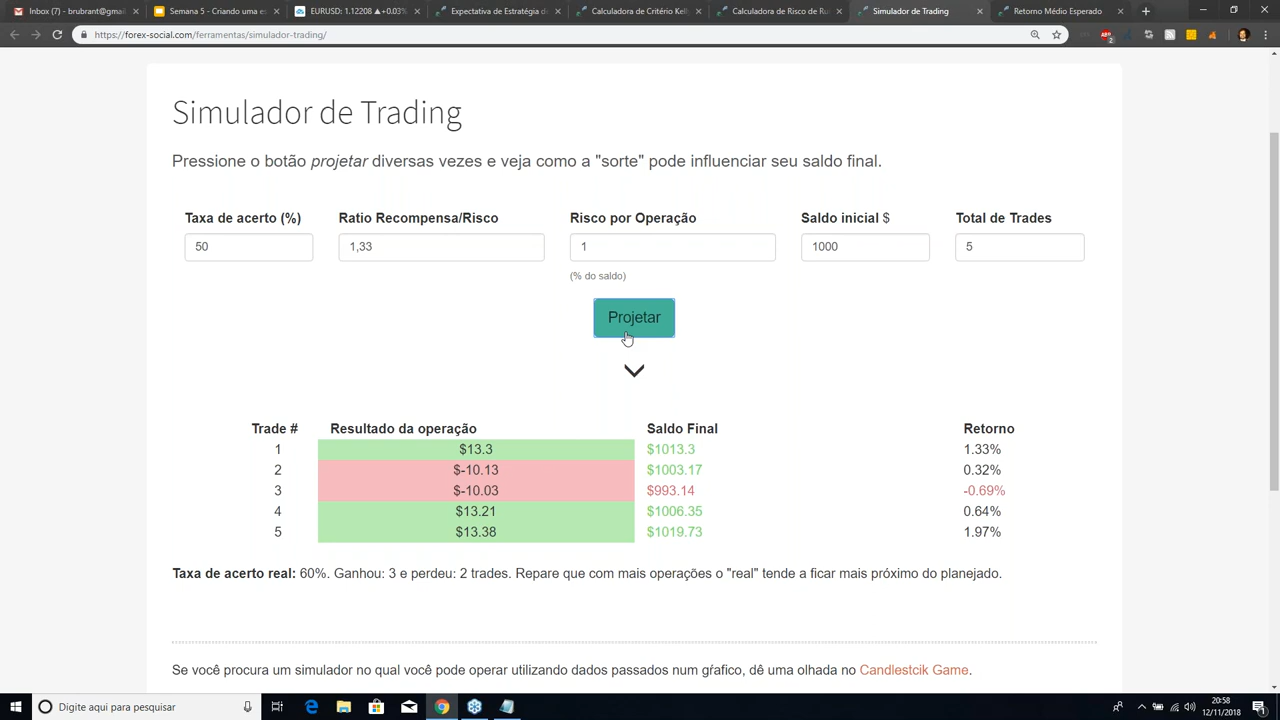 Inbox (7) - brubrant@gmail
Semana 5 - Criando uma es
EURUSD: 1.12208 ▲+0.03%
Expectativa de Estratégia da
Calculadora de Critério Kell
Calculadora de Risco de Ru
Simulador de Trading
Retorno Médio Esperado
https://forex-social.com/ferramentas/simulador-trading/
Simulador de Trading
Pressione o botão projetar diversas vezes e veja como a "sorte" pode influenciar seu saldo final.
Taxa de acerto (%) Ratio Recompensa/Risco Risco por Operação Saldo inicial $ Total de Trades
50 1,33 1 1000 5
(% do saldo)
Projetar
Trade # Resultado da operação Saldo Final Retorno
1 $13.3 $1013.3 1.33%
2 $-10.13 $1003.17 0.32%
3 $-10.03 $993.14 -0.69%
4 $13.21 $1006.35 0.64%
5 $13.38 $1019.73 1.97%
Taxa de acerto real: 60%. Ganhou: 3 e perdeu: 2 trades. Repare que com mais operações o "real" tende a ficar mais próximo do planejado.
Se você procura um simulador no qual você pode operar utilizando dados passados num gŕafico, dê uma olhada no Candlestcik Game.
Digite aqui para pesquisar
20:58
12/11/2018